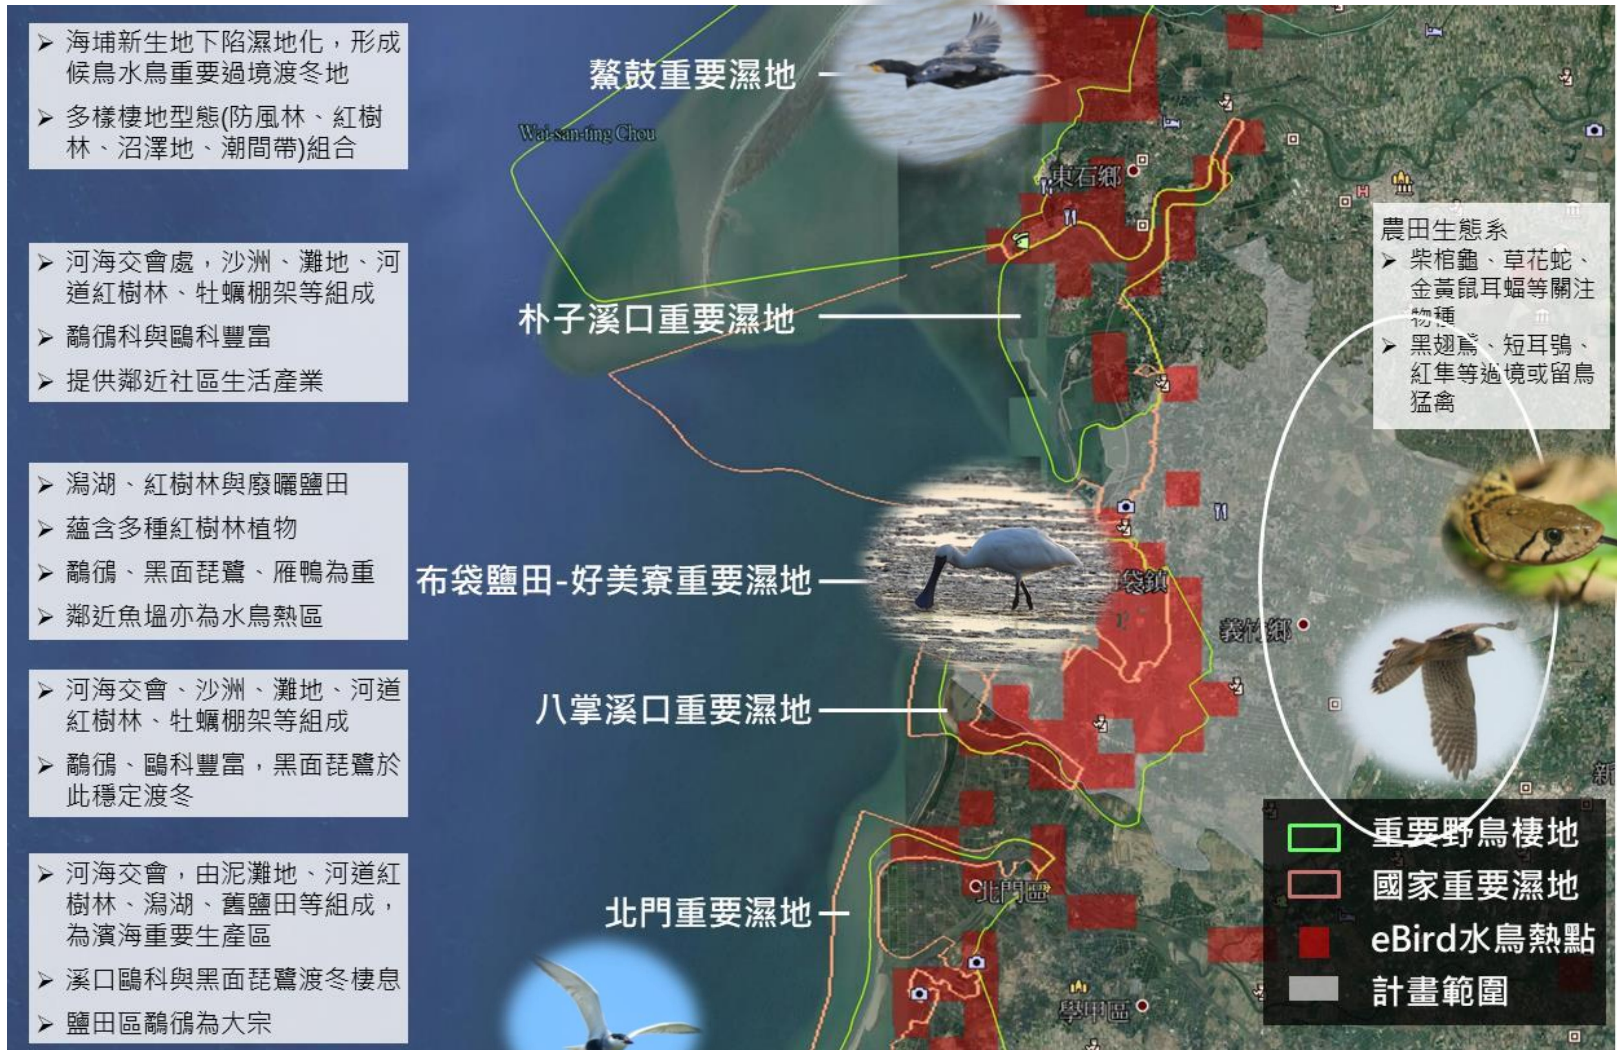 ➢ 海埔新生地下陷濕地化，形成
候鳥水鳥重要過境渡冬地
➢ 多樣棲地型態(防風林、紅樹
林、沼澤地、潮間帶)組合
鰲鼓重要濕地
Wai-san-ting Chou
東石鄉
➢ 河海交會處，沙洲、灘地、河
道紅樹林、牡蠣棚架等組成
➢ 鷸鴴科與鷗科豐富
➢ 提供鄰近社區生活產業
朴子溪口重要濕地
農田生態系
➢ 柴棺龜、草花蛇、
金黃鼠耳蝠等關注
物種
➢ 黑翅鳶、短耳鴞、
紅隼等過境或留鳥
猛禽
➢ 潟湖、紅樹林與廢曬鹽田
➢ 蘊含多種紅樹林植物
➢ 鷸鴴、黑面琵鷺、雁鴨為重
➢ 鄰近魚塭亦為水鳥熱區
布袋鹽田-好美寮重要濕地
袋鎮
義竹鄉
➢ 河海交會、沙洲、灘地、河道
紅樹林、牡蠣棚架等組成
➢ 鷸鴴、鷗科豐富，黑面琵鷺於
此穩定渡冬
八掌溪口重要濕地
新
➢ 河海交會，由泥灘地、河道紅
樹林、潟湖、舊鹽田等組成，
為濱海重要生產區
➢ 溪口鷗科與黑面琵鷺渡冬棲息
➢ 鹽田區鷸鴴為大宗
北門重要濕地
北門區
學甲區
重要野鳥棲地
國家重要濕地
eBird水鳥熱點
計畫範圍